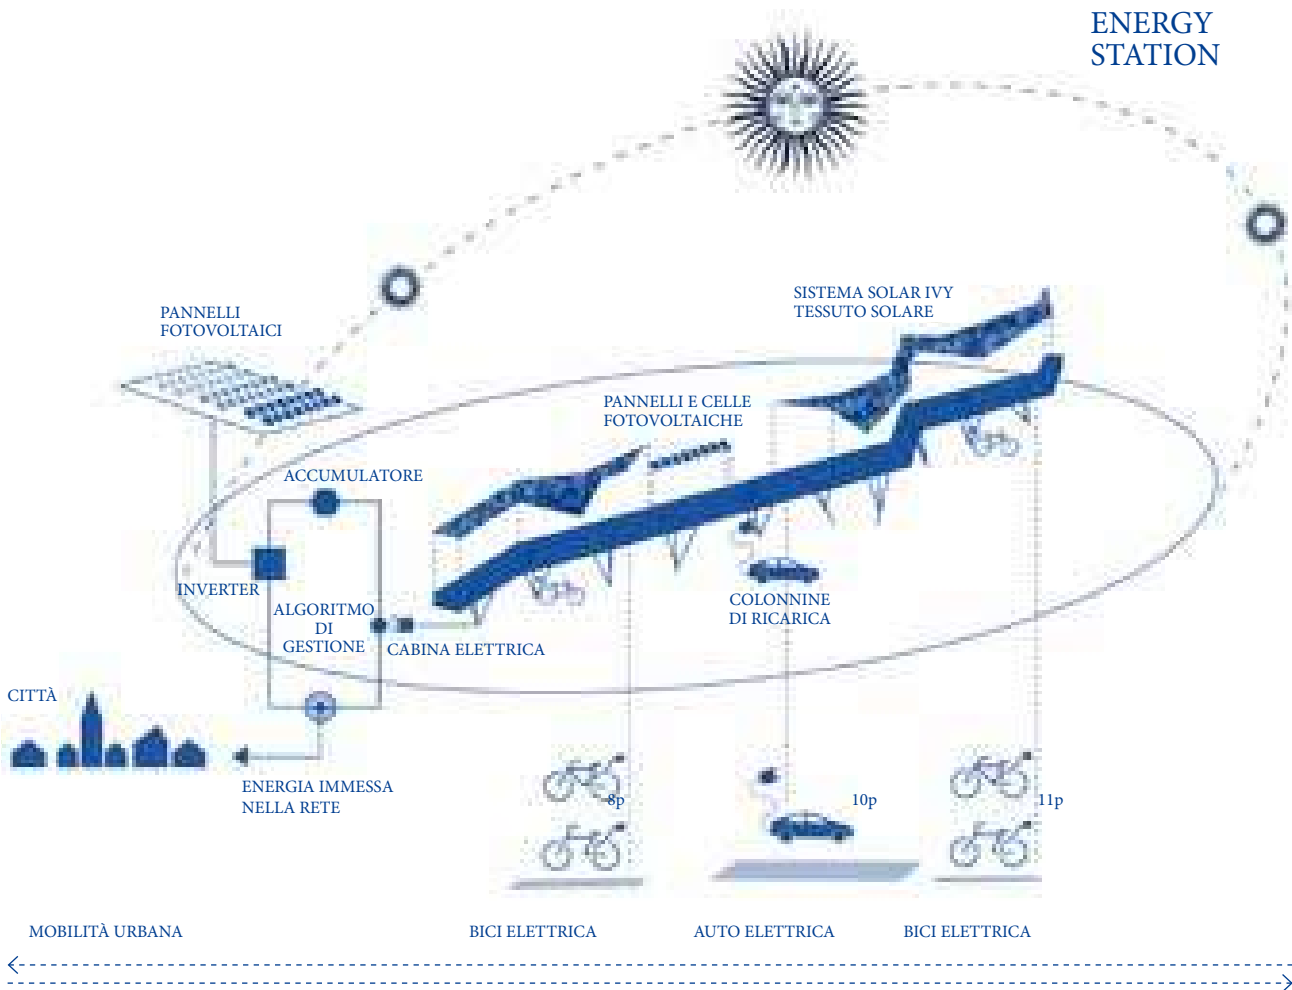 ENERGY
STATION
PANNELLI
FOTOVOLTAICI
SISTEMA SOLAR IVY
TESSUTO SOLARE
PANNELLI E CELLE
FOTOVOLTAICHE
ACCUMULATORE
INVERTER
ALGORITMO
DI
GESTIONE
CABINA ELETTRICA
COLONNINE
DI RICARICA
CITTÀ
ENERGIA IMMESSA
NELLA RETE
8p
10p
11p
MOBILITÀ URBANA
BICI ELETTRICA
AUTO ELETTRICA
BICI ELETTRICA